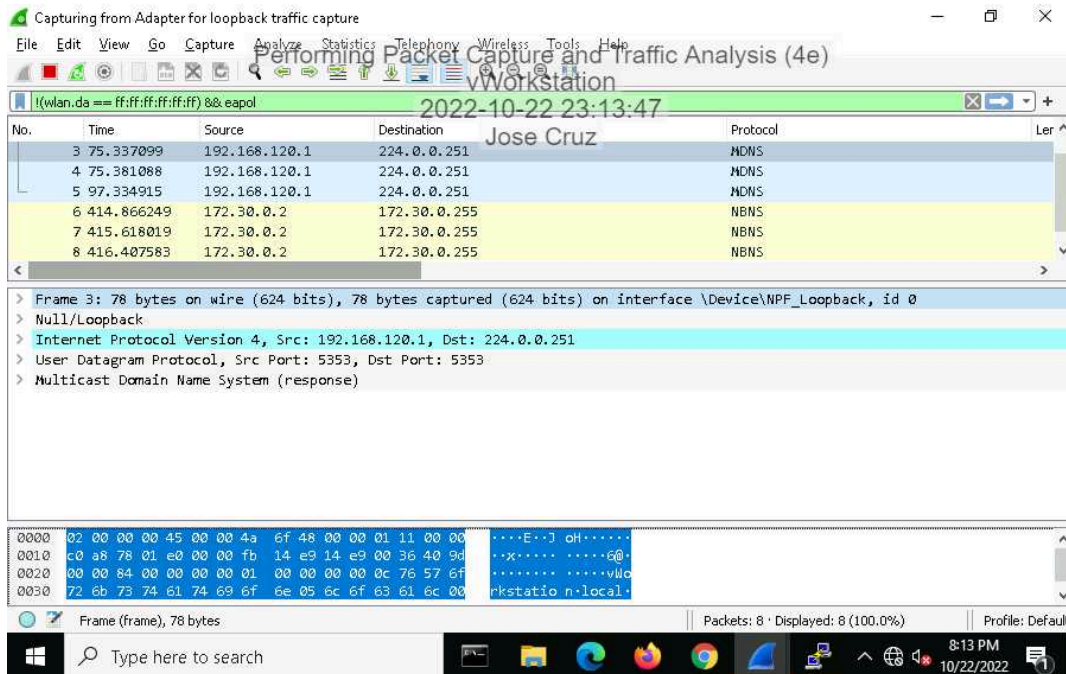 Capturing from Adapter for loopback traffic capture
File Edit View Go Capture Analyze Statistics Telephony Wireless Tools Help
Performing Packet Capture and Traffic Analysis (4e)
vWorkstation
2022-10-22 23:13:47
Jose Cruz
!(wlan.da == ff:ff:ff:ff:ff:ff) && eapol
No. Time Source Destination Protocol Ler
3 75.337099 192.168.120.1 224.0.0.251 MDNS
4 75.381088 192.168.120.1 224.0.0.251 MDNS
5 97.334915 192.168.120.1 224.0.0.251 MDNS
6 414.866249 172.30.0.2 172.30.0.255 NBNS
7 415.618019 172.30.0.2 172.30.0.255 NBNS
8 416.407583 172.30.0.2 172.30.0.255 NBNS
> Frame 3: 78 bytes on wire (624 bits), 78 bytes captured (624 bits) on interface \Device\NPF_Loopback, id 0
> Null/Loopback
> Internet Protocol Version 4, Src: 192.168.120.1, Dst: 224.0.0.251
> User Datagram Protocol, Src Port: 5353, Dst Port: 5353
> Multicast Domain Name System (response)
0000 02 00 00 00 45 00 00 4a 6f 48 00 00 01 11 00 00 ····E··J oH······
0010 c0 a8 78 01 e0 00 00 fb 14 e9 14 e9 00 36 40 9d ··x····· ·····6@·
0020 00 00 84 00 00 00 00 01 00 00 00 00 0c 76 57 6f ········ ·····vWo
0030 72 6b 73 74 61 74 69 6f 6e 05 6c 6f 63 61 6c 00 rkstatio n·local·
Frame (frame), 78 bytes Packets: 8 · Displayed: 8 (100.0%) Profile: Defaul
Type here to search 8:13 PM
10/22/2022
1